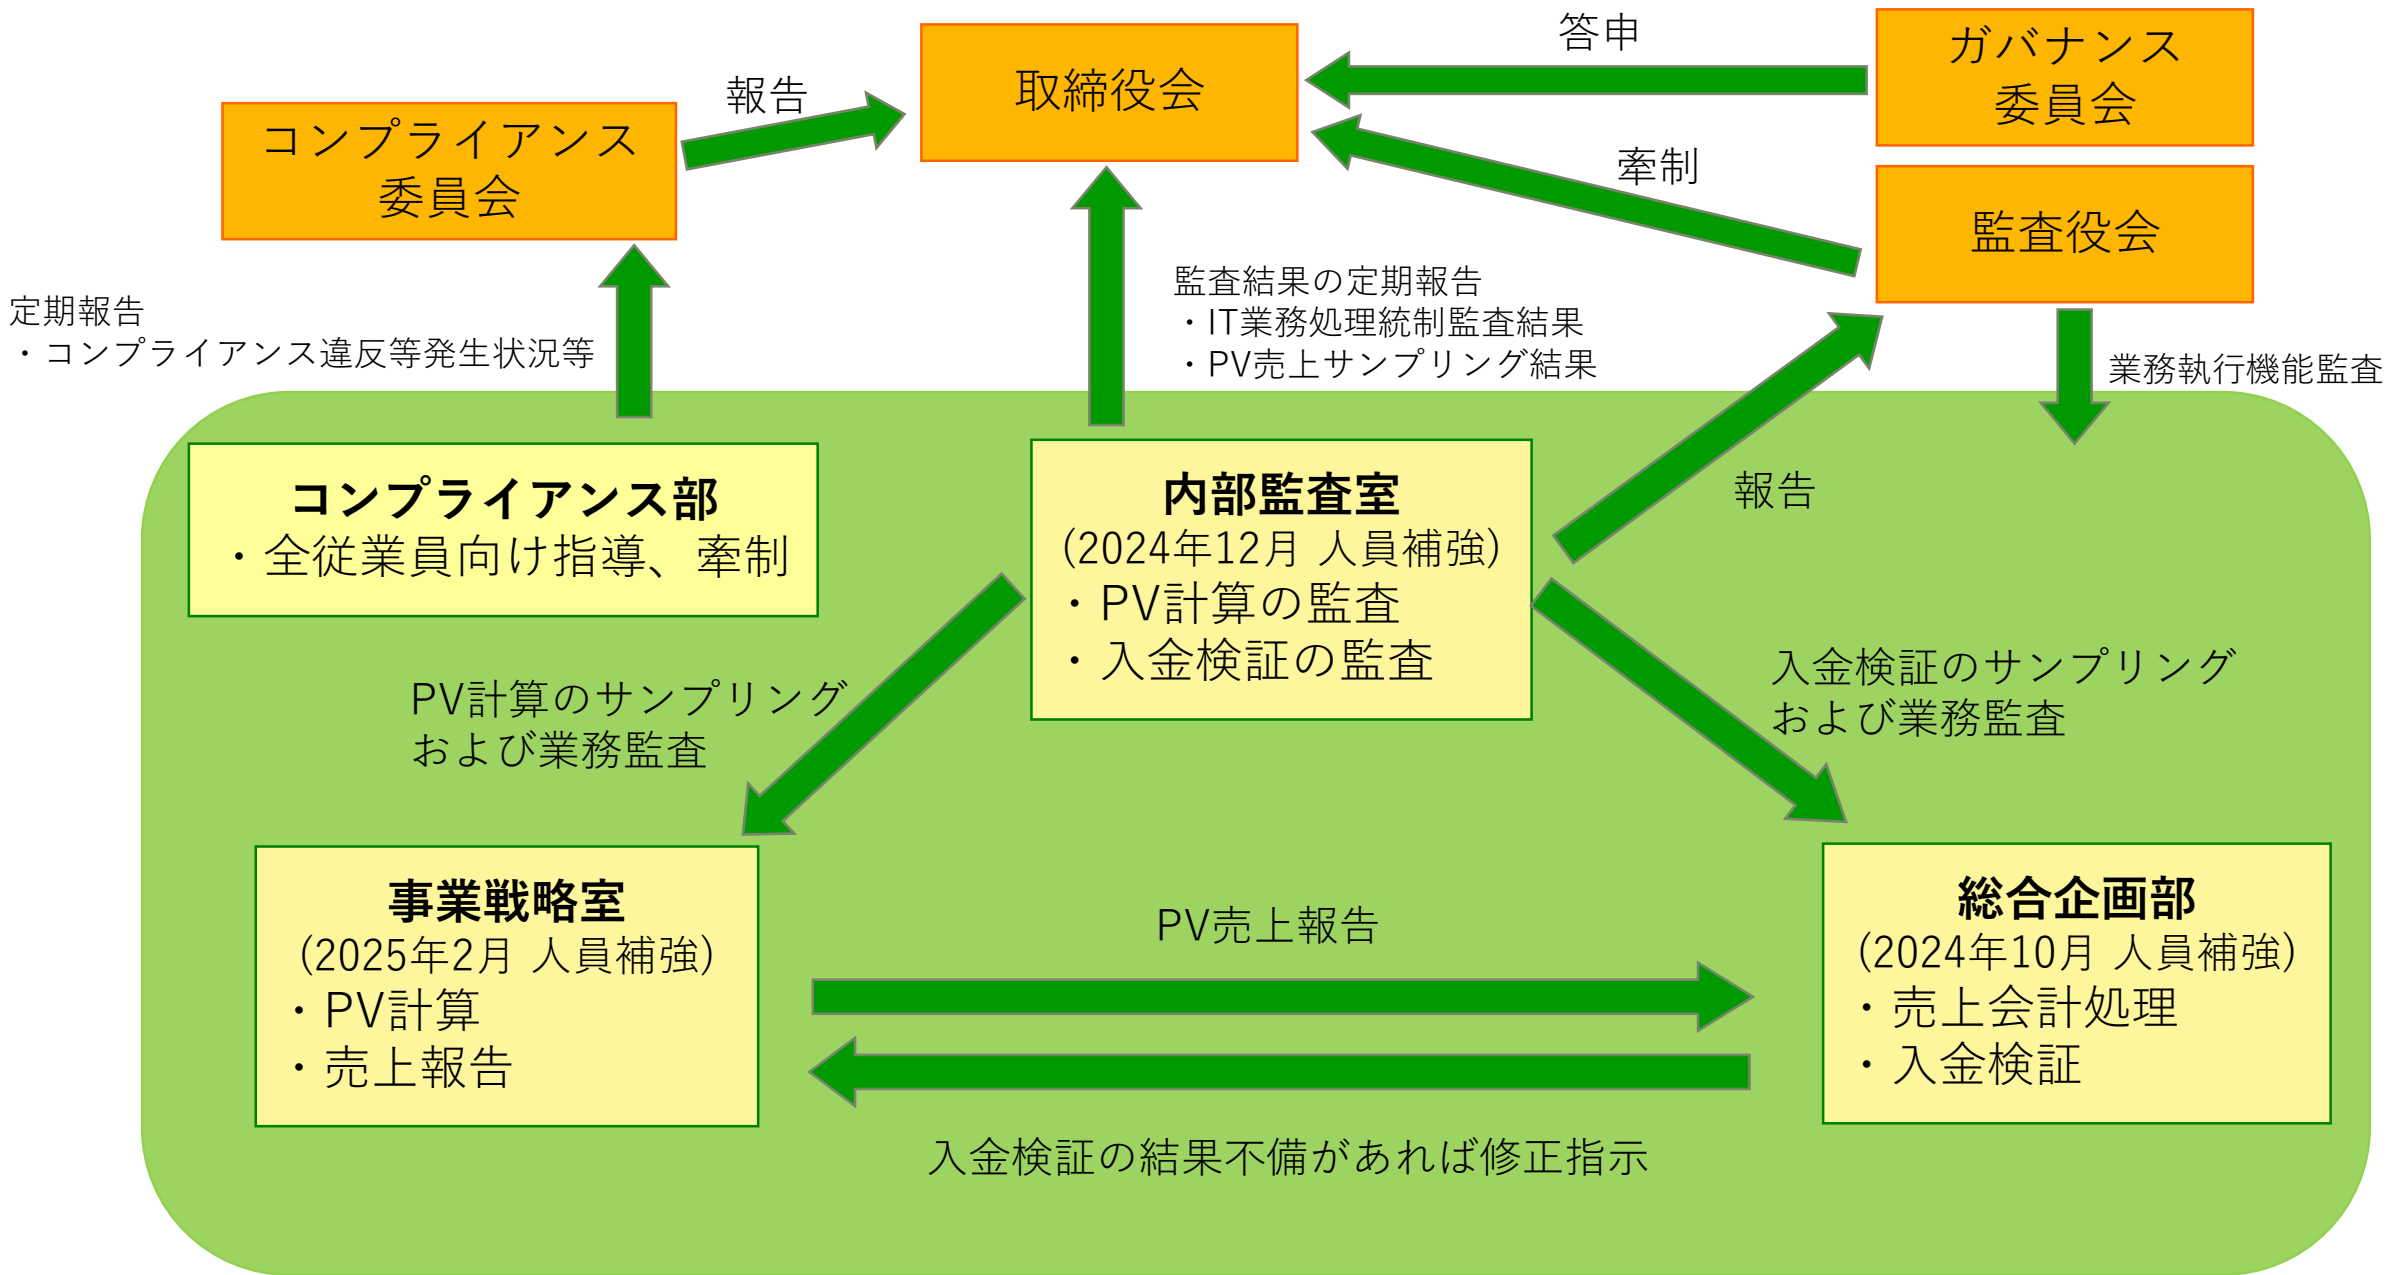 答申
ガバナンス
委員会
取締役会
報告
コンプライアンス
委員会
牽制
監査役会
定期報告
・コンプライアンス違反等発生状況等
監査結果の定期報告
・IT業務処理統制監査結果
・PV売上サンプリング結果
業務執行機能監査
コンプライアンス部
・全従業員向け指導、牽制
内部監査室
(2024年12月 人員補強)
・PV計算の監査
・入金検証の監査
報告
PV計算のサンプリング
および業務監査
入金検証のサンプリング
および業務監査
事業戦略室
(2025年2月 人員補強)
・PV計算
・売上報告
PV売上報告
総合企画部
(2024年10月 人員補強)
・売上会計処理
・入金検証
入金検証の結果不備があれば修正指示